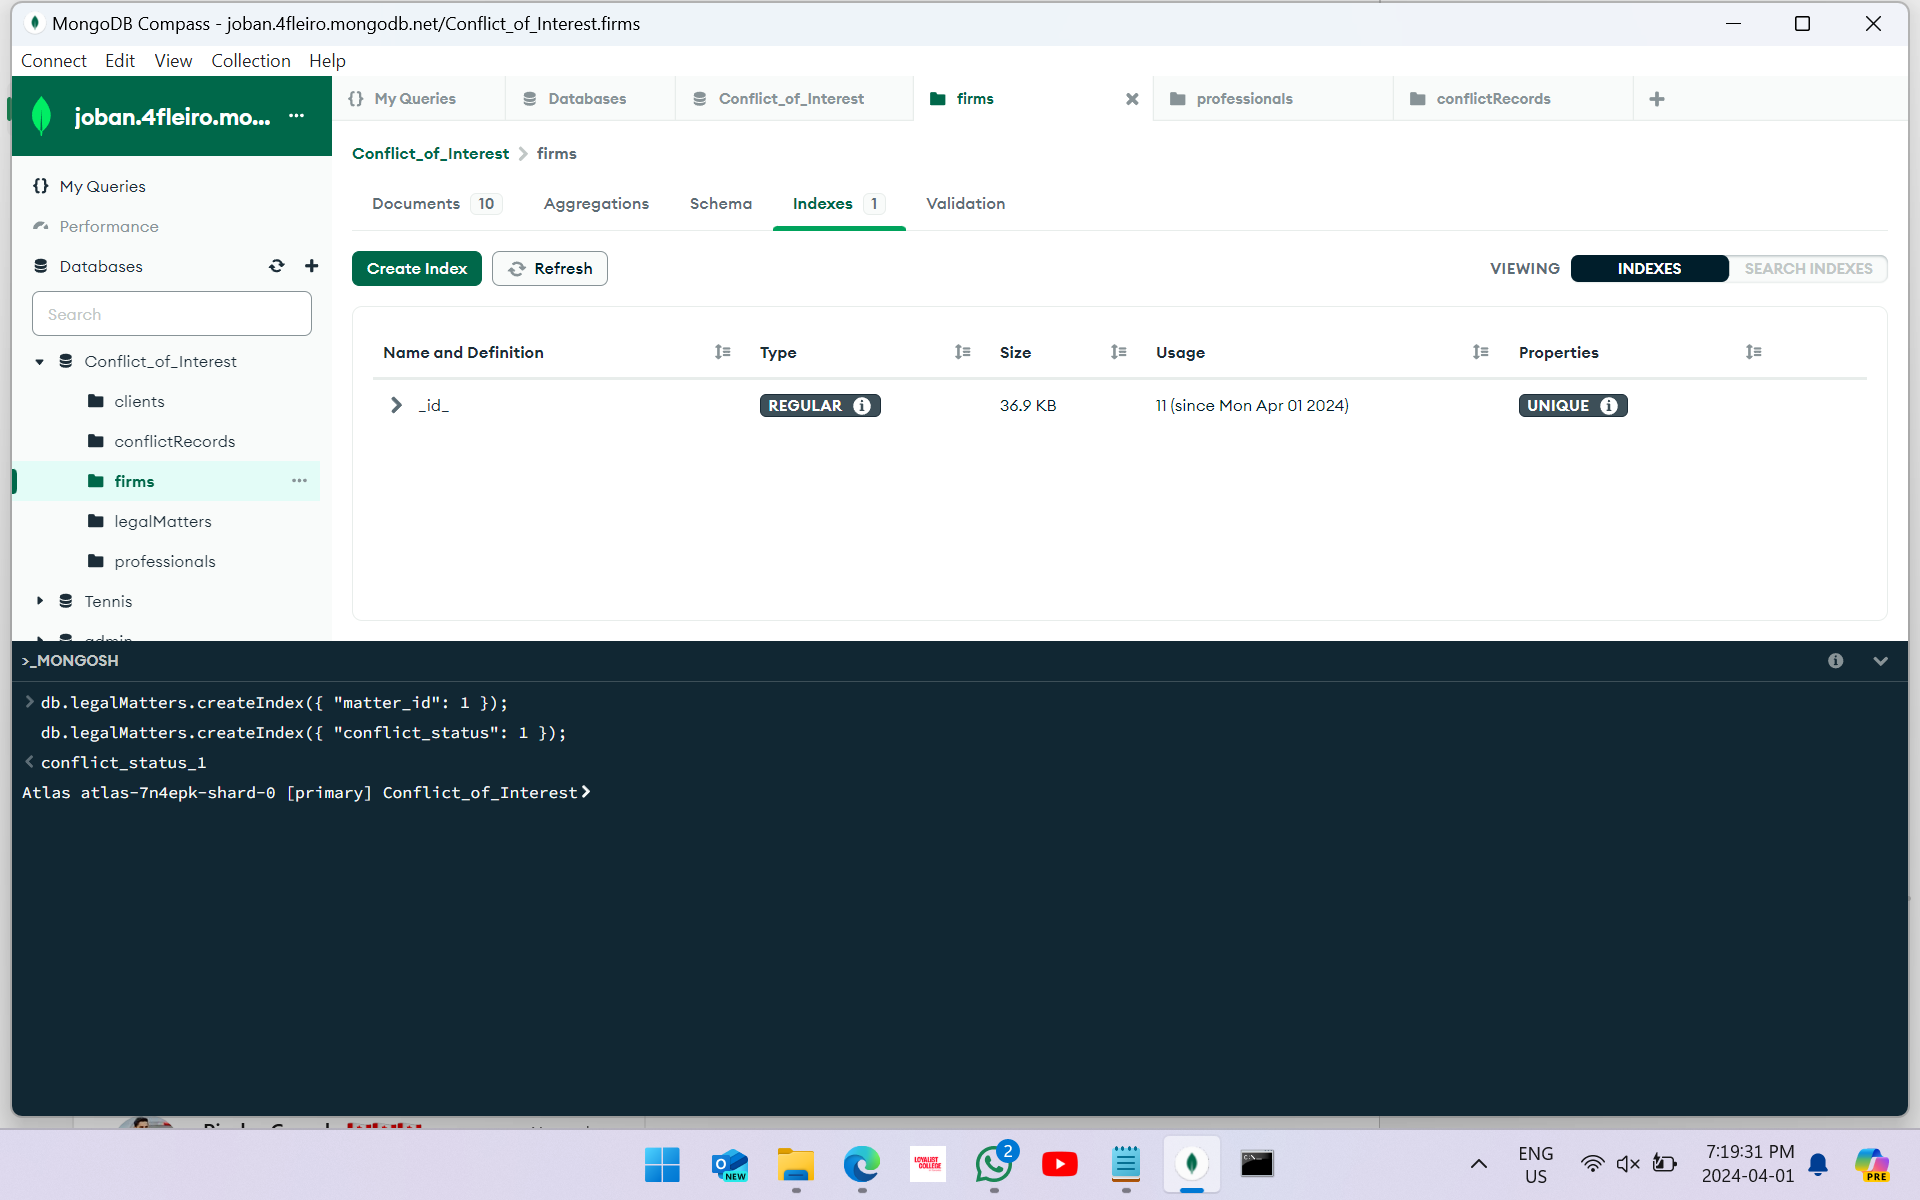 MongoDB Compass - joban.4fleiro.mongodb.net/Conflict_of_Interest.firms
Connect Edit View Collection Help
joban.4fleiro.mo... ···
{} My Queries
Databases
Conflict_of_Interest
firms
professionals
conflictRecords
Conflict_of_Interest > firms
{} My Queries
Performance
Databases
Search
Conflict_of_Interest
clients
conflictRecords
firms ···
legalMatters
professionals
Tennis
admin
Documents 10
Aggregations
Schema
Indexes 1
Validation
Create Index
Refresh
VIEWING INDEXES SEARCH INDEXES
Name and Definition Type Size Usage Properties
_id_ REGULAR 36.9 KB 11 (since Mon Apr 01 2024) UNIQUE
>_MONGOSH
> db.legalMatters.createIndex({ "matter_id": 1 });
db.legalMatters.createIndex({ "conflict_status": 1 });
< conflict_status_1
Atlas atlas-7n4epk-shard-0 [primary] Conflict_of_Interest>
NEW
LOYALIST
COLLEGE
2
ENG
US
7:19:31 PM
2024-04-01
PRE